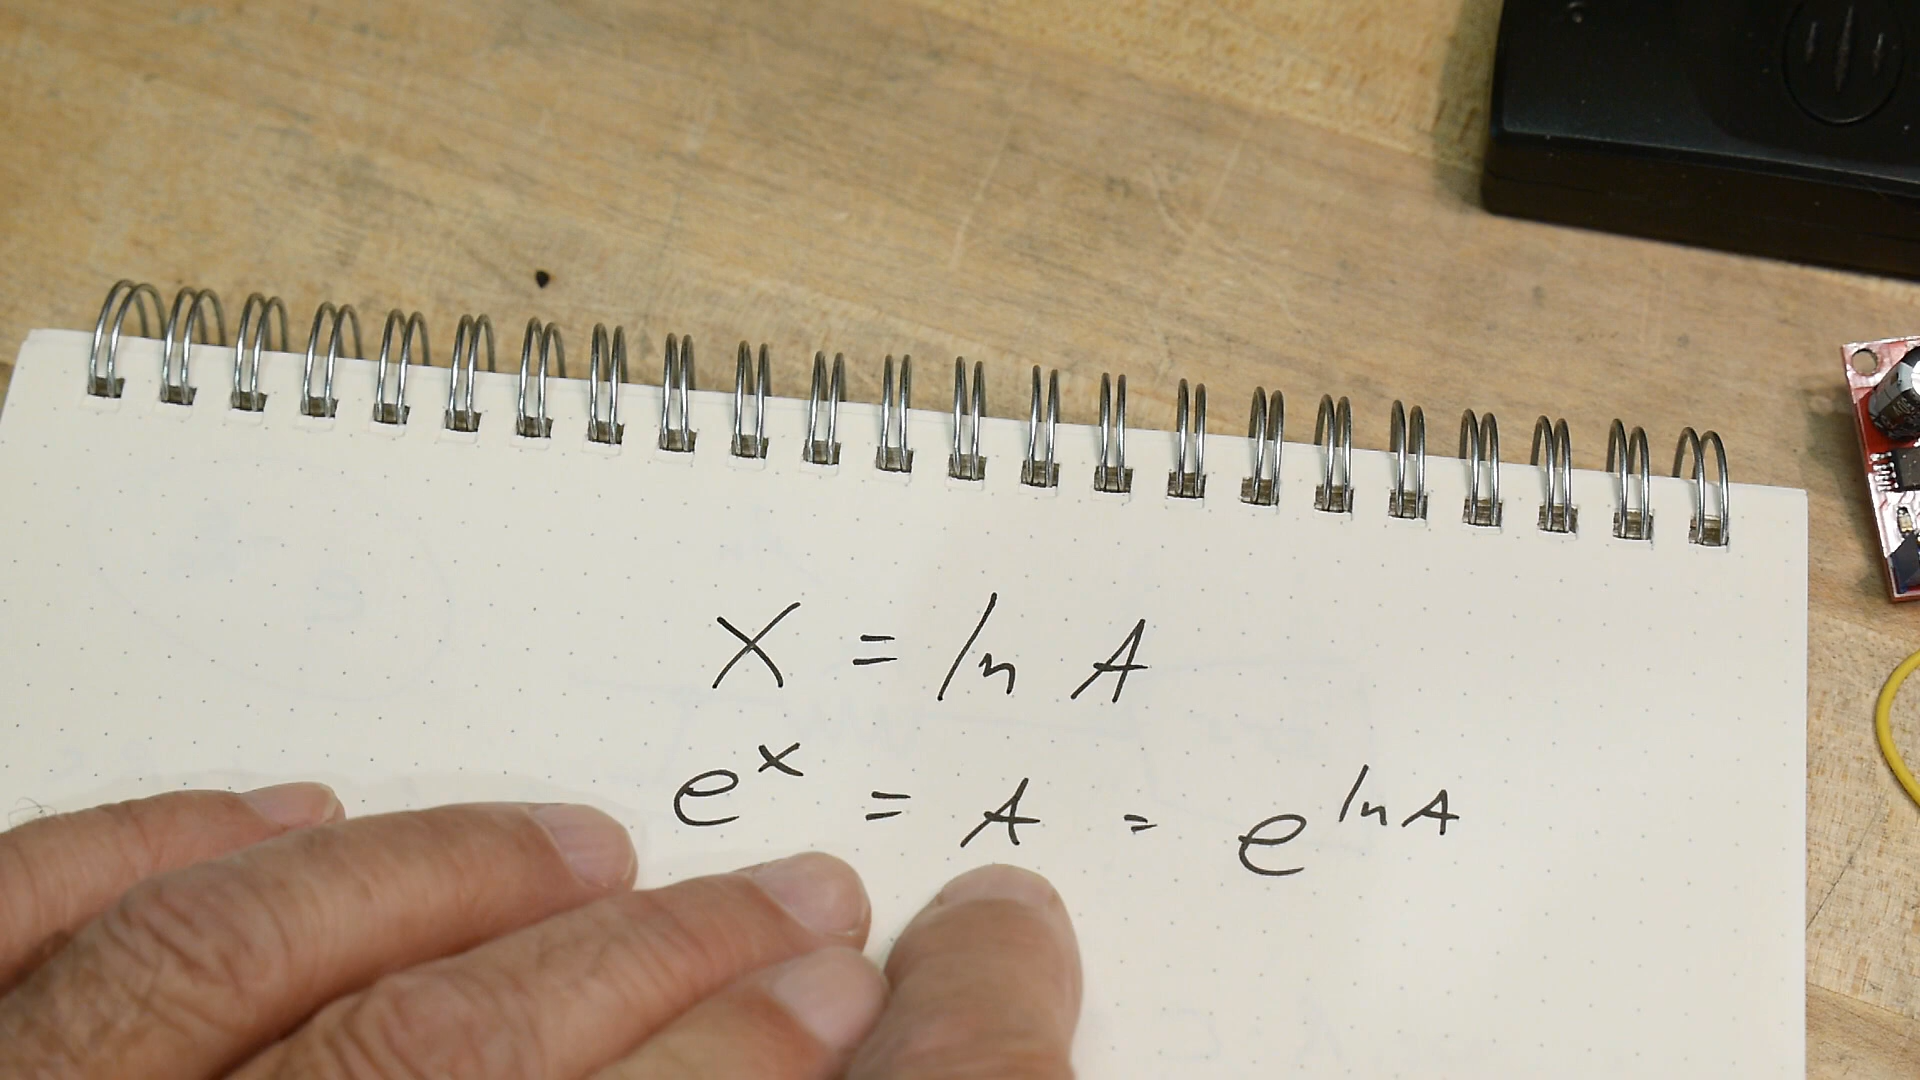 X = ln A
e^x = A = e^ln A